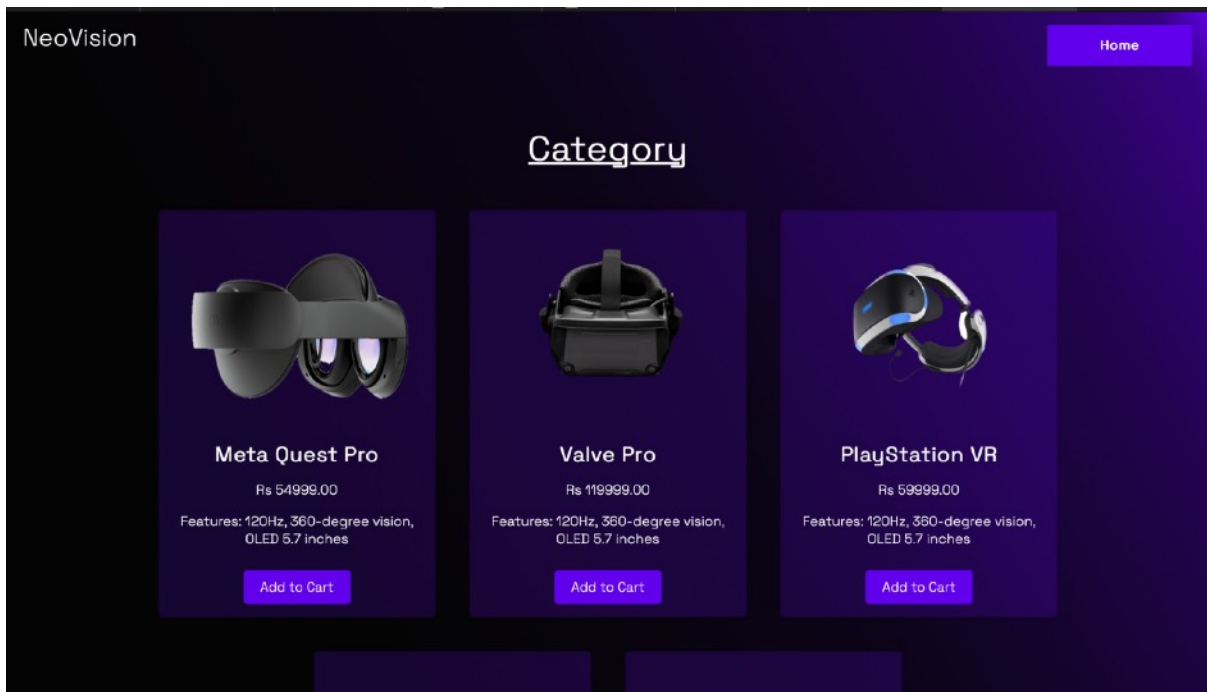 NeoVision
Home
Category
Meta Quest Pro
Rs 54999.00
Features: 120Hz, 360-degree vision,
OLED 5.7 inches
Add to Cart
Valve Pro
Rs 119999.00
Features: 120Hz, 360-degree vision,
OLED 5.7 inches
Add to Cart
PlayStation VR
Rs 59999.00
Features: 120Hz, 360-degree vision,
OLED 5.7 inches
Add to Cart